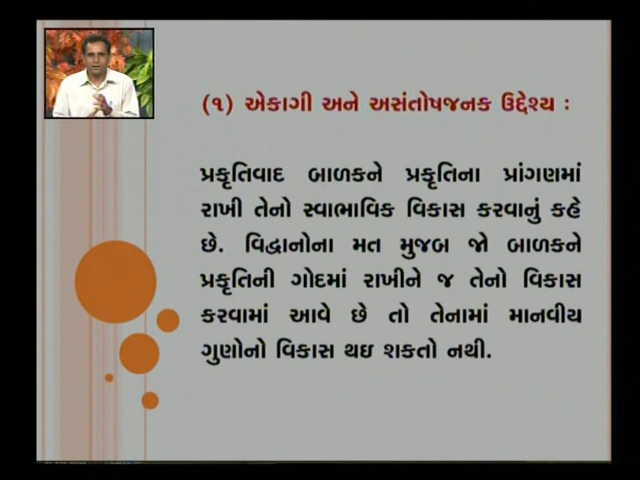 (૧) એકાગી અને અસંતોષજનક ઉદ્દેશ્ય :
પ્રકૃતિવાદ બાળકને પ્રકૃતિના પ્રાંગણમાં
રાખી તેનો સ્વાભાવિક વિકાસ કરવાનું કહે
છે. વિદ્વાનોના મત મુજબ જો બાળકને
પ્રકૃતિની ગોદમાં રાખીને જ તેનો વિકાસ
કરવામાં આવે છે તો તેનામાં માનવીય
ગુણોનો વિકાસ થઇ શકતો નથી.